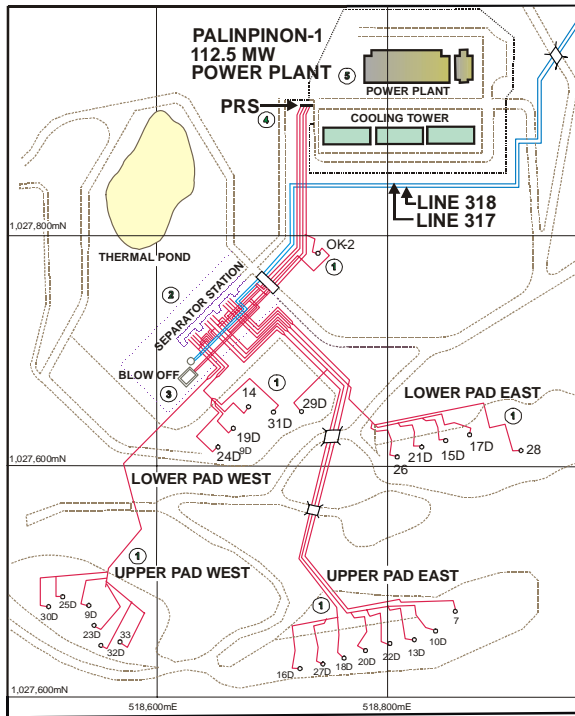 PALINPINON-1
112.5 MW
POWER PLANT
5
POWER PLANT
PRS
4
COOLING TOWER
LINE 318
LINE 317
1,027,800mN
OK-2
THERMAL POND
1
2
SEPARATOR STATION
BLOW OFF
3
1
14
29D
31D
19D
9D
24D
LOWER PAD EAST
1
17D
15D
21D
26
28
1,027,600mN
LOWER PAD WEST
1
UPPER PAD WEST
25D
30D
9D
23D
33
32D
UPPER PAD EAST
1
7
10D
13D
22D
20D
18D
27D
16D
1,027,600mN
518,600mE
518,800mE